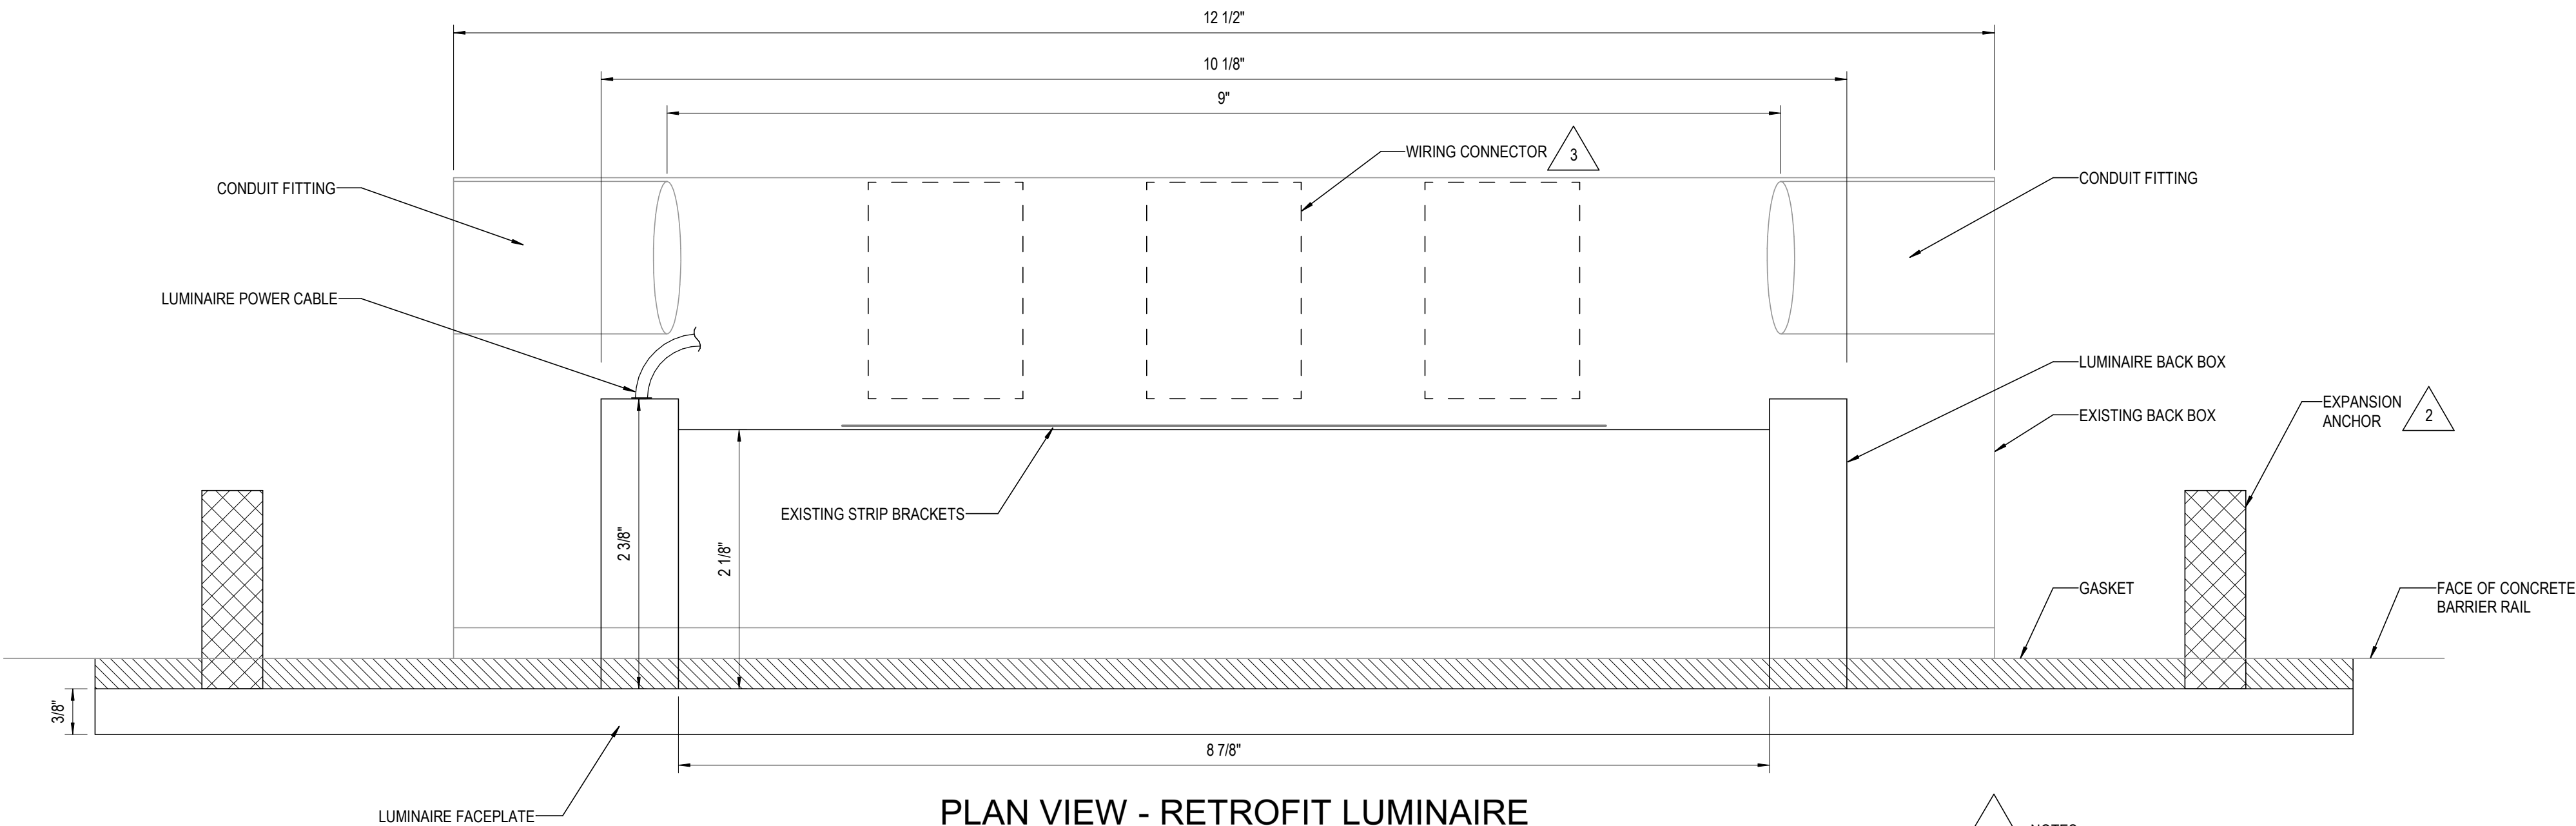 12 1/2"
10 1/8"
9"
WIRING CONNECTOR
3
CONDUIT FITTING
CONDUIT FITTING
LUMINAIRE POWER CABLE
LUMINAIRE BACK BOX
EXPANSION
ANCHOR
2
EXISTING BACK BOX
EXISTING STRIP BRACKETS
2 3/8"
2 1/8"
GASKET
FACE OF CONCRETE
BARRIER RAIL
3/8"
8 7/8"
LUMINAIRE FACEPLATE
PLAN VIEW - RETROFIT LUMINAIRE
NOTES